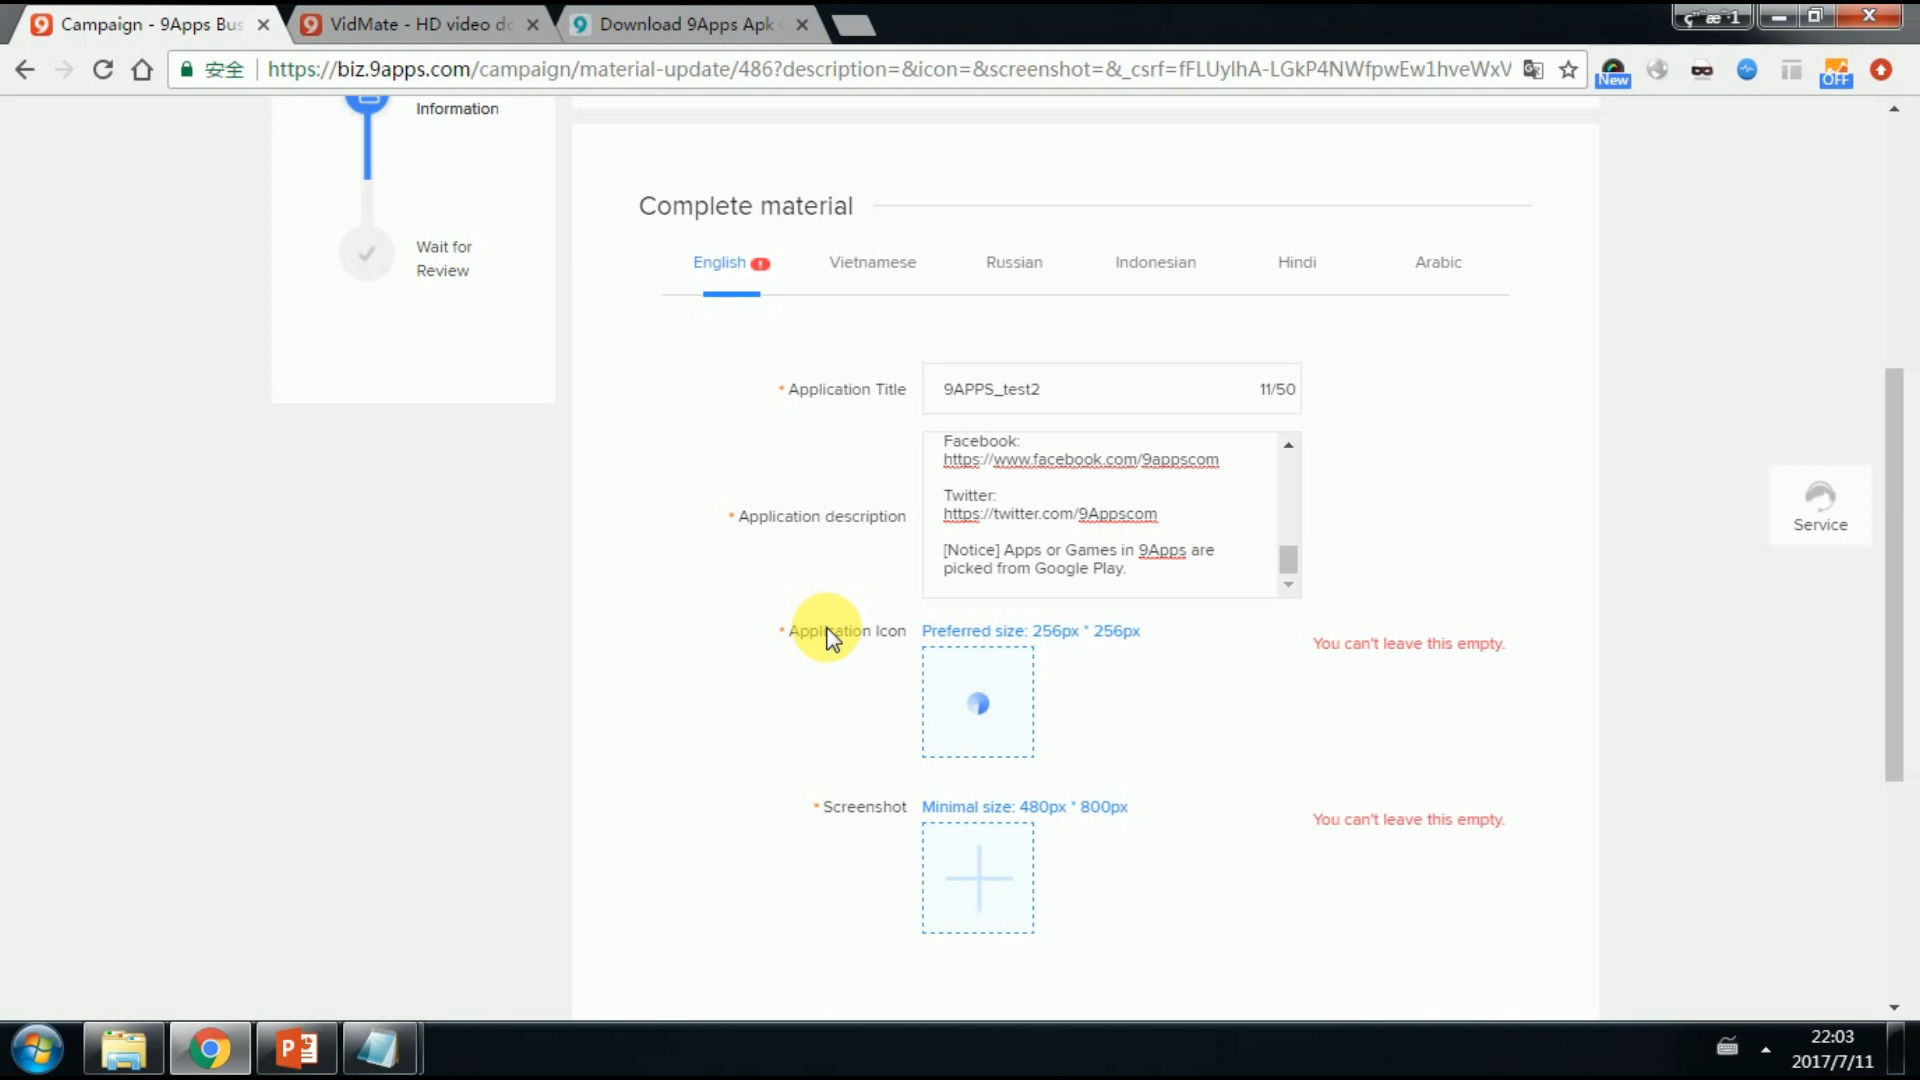 Campaign - 9Apps Bus
VidMate - HD video do
Download 9Apps Apk
安全
https://biz.9apps.com/campaign/material-update/486?description=&icon=&screenshot=&_csrf=fFLUylhA-LGkP4NWfpwEw1hveWxV
New
OFF
Information
Wait for
Review
Complete material
English
Vietnamese
Russian
Indonesian
Hindi
Arabic
* Application Title
9APPS_test2
11/50
Facebook:
https://www.facebook.com/9appscom
Twitter:
https://twitter.com/9Appscom
* Application description
[Notice] Apps or Games in 9Apps are
picked from Google Play.
* Application Icon
Preferred size: 256px * 256px
You can't leave this empty.
* Screenshot
Minimal size: 480px * 800px
You can't leave this empty.
Service
22:03
2017/7/11